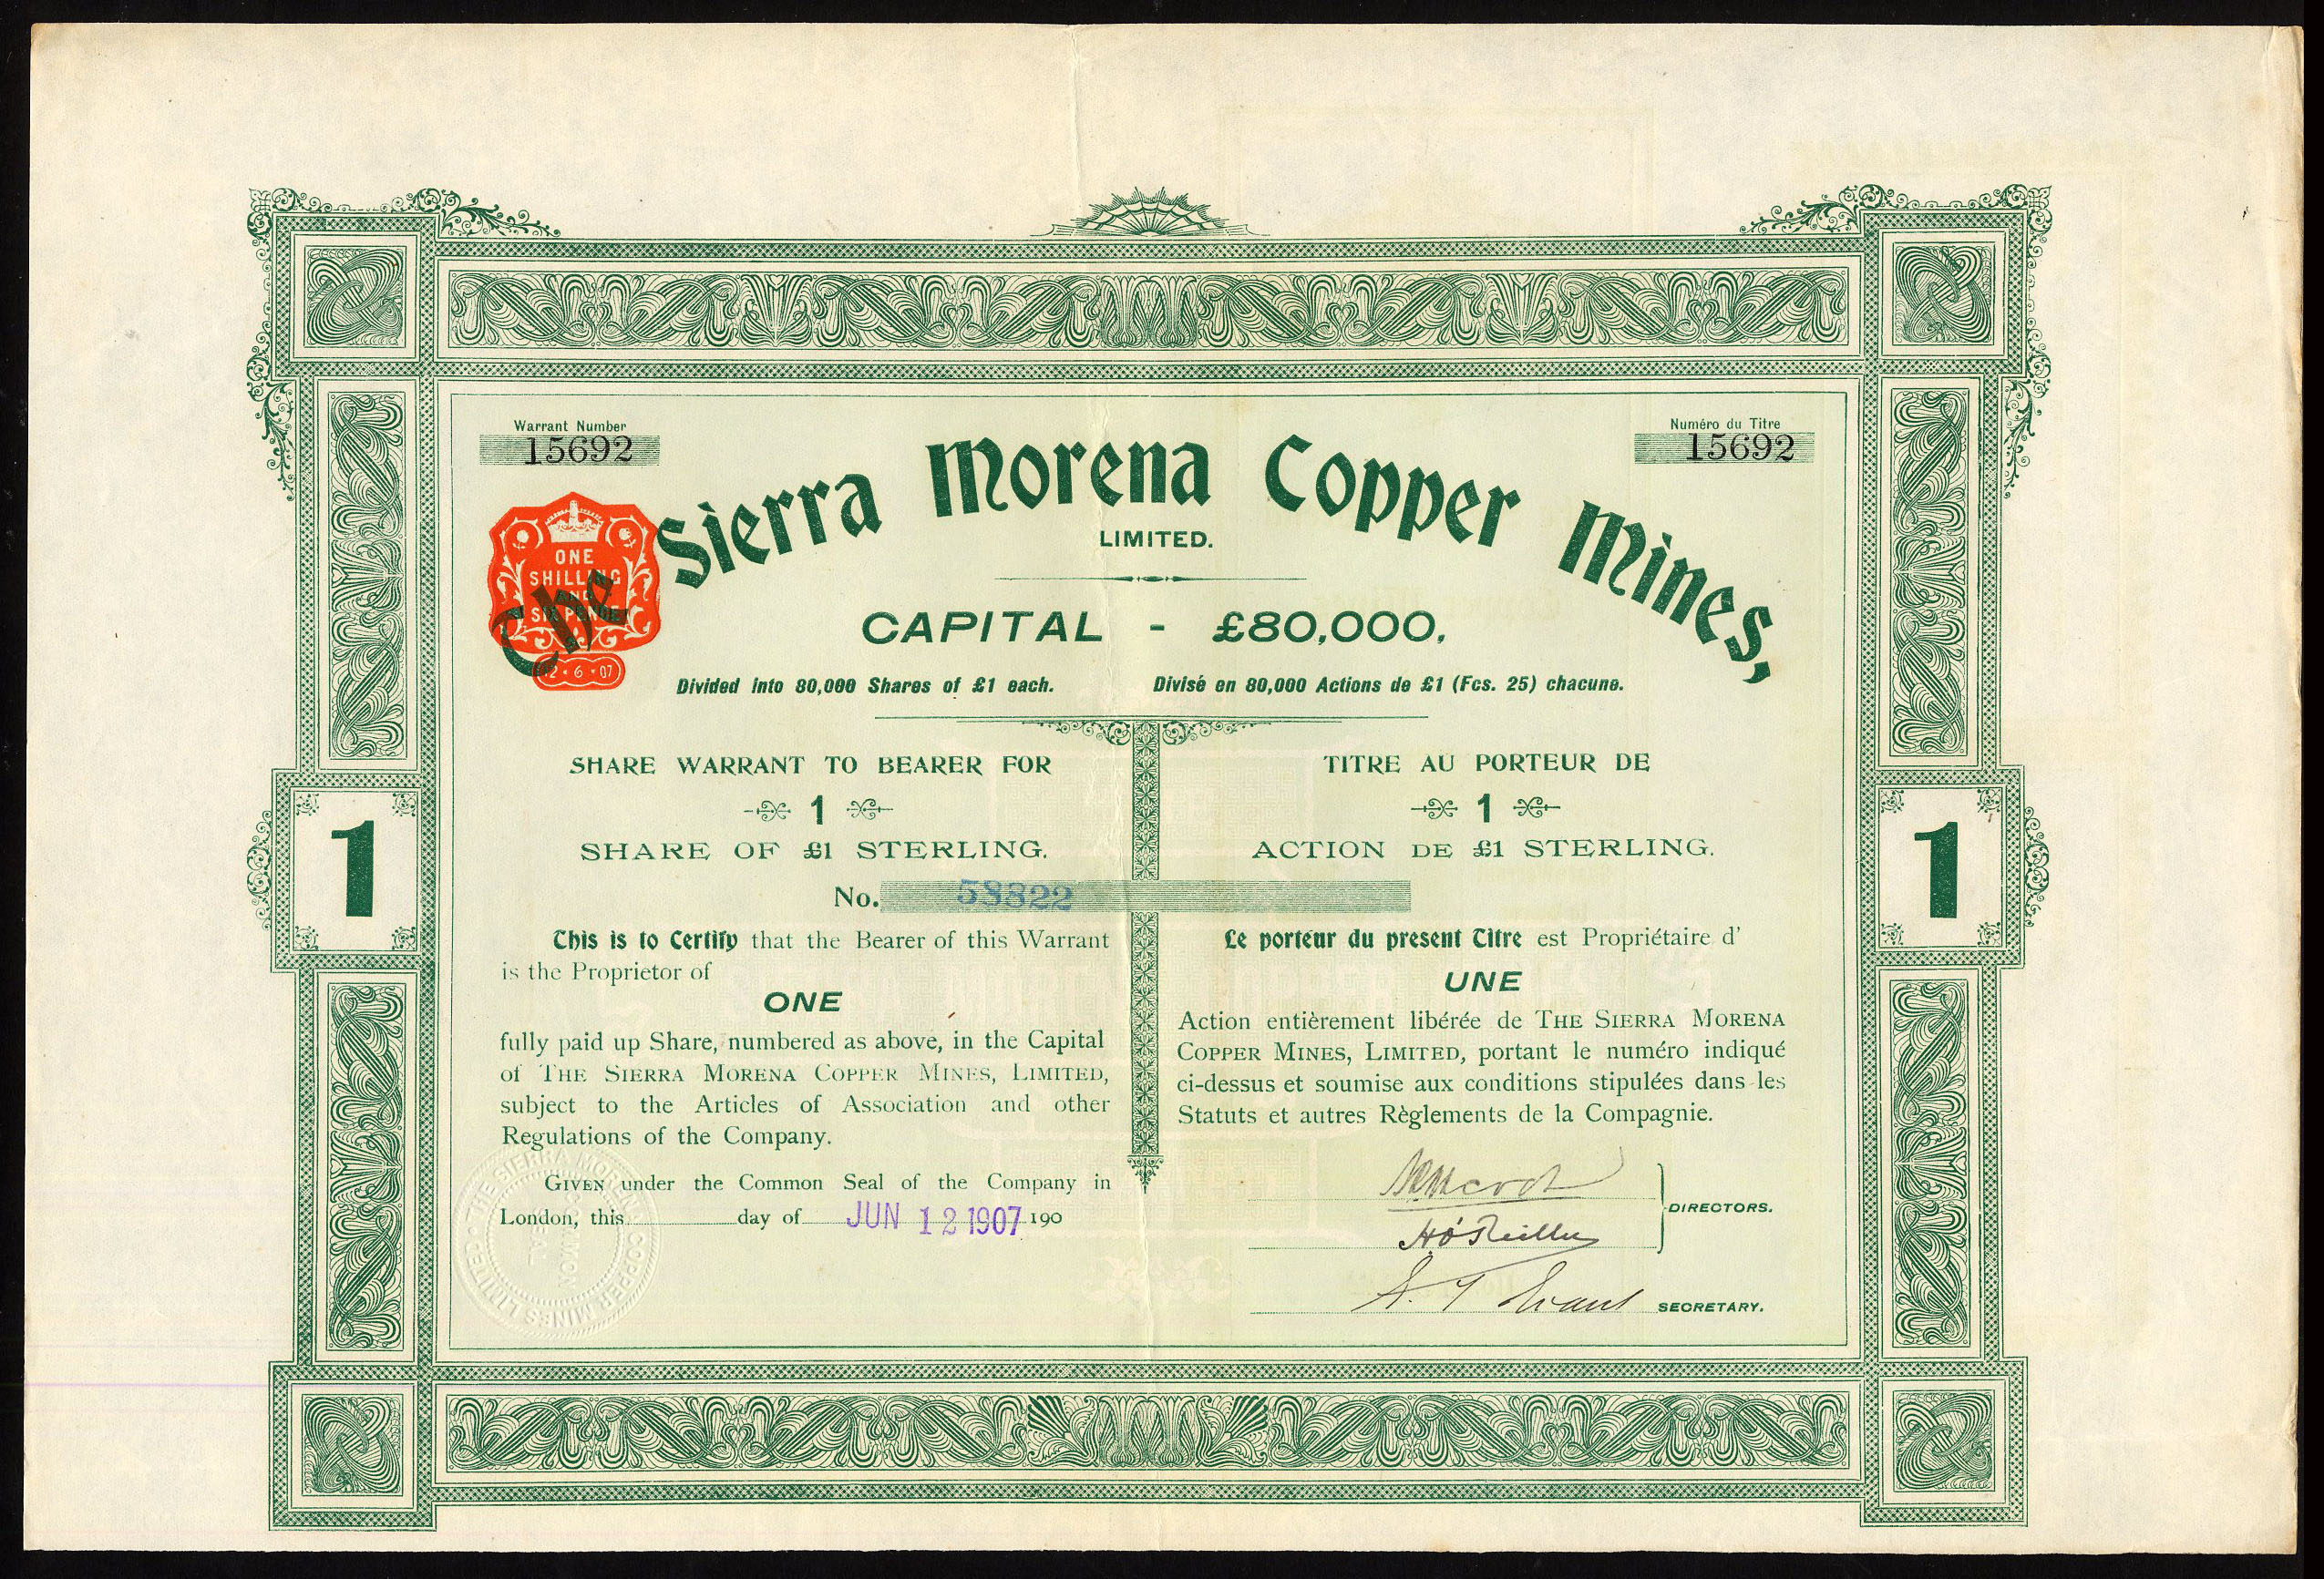 Warrant Number
15692
Numéro du Titre
15692
The Sierra Morena Copper Mines,
LIMITED.
ONE
SHILLING
AND
SIX PENCE
12·6·07
CAPITAL - £80,000,
Divided into 80,000 Shares of £1 each.
Divisé en 80,000 Actions de £1 (Fcs. 25) chacune.
SHARE WARRANT TO BEARER FOR
1
SHARE OF £1 STERLING.
TITRE AU PORTEUR DE
1
ACTION DE £1 STERLING.
No. 58822
1
1
This is to Certify that the Bearer of this Warrant
is the Proprietor of
ONE
fully paid up Share, numbered as above, in the Capital
of THE SIERRA MORENA COPPER MINES, LIMITED,
subject to the Articles of Association and other
Regulations of the Company.
GIVEN under the Common Seal of the Company in
London, this day of JUN 12 1907 190
Le porteur du present Titre est Propriétaire d'
UNE
Action entièrement libérée de THE SIERRA MORENA
COPPER MINES, LIMITED, portant le numéro indiqué
ci-dessus et soumise aux conditions stipulées dans les
Statuts et autres Règlements de la Compagnie.
H O'Reilly
DIRECTORS.
SECRETARY.
THE SIERRA MORENA COPPER MINES LIMITED
COMMON
SEAL